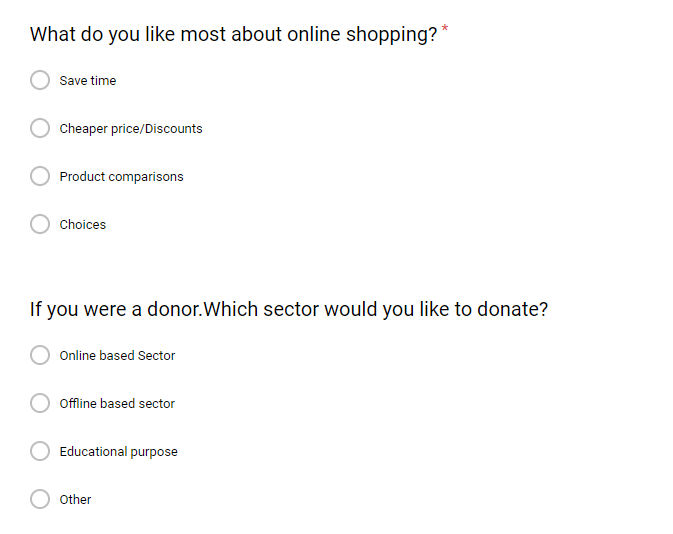 What do you like most about online shopping? *
Save time
Cheaper price/Discounts
Product comparisons
Choices
If you were a donor.Which sector would you like to donate?
Online based Sector
Offline based sector
Educational purpose
Other